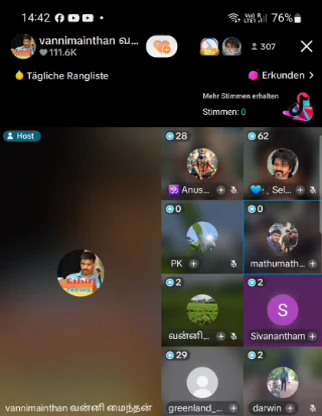 14:42
76%
vannimainthan வ...
111.6K
307
Tägliche Rangliste
Erkunden >
Mehr Stimmen erhalten
Stimmen: 0
Host
28
62
Anus...
Sel...
0
0
PK
mathumath...
2
2
வன்னி...
Sivanantham
S
29
2
greenland_...
darwin
vannimainthan வன்னி மைந்தன்